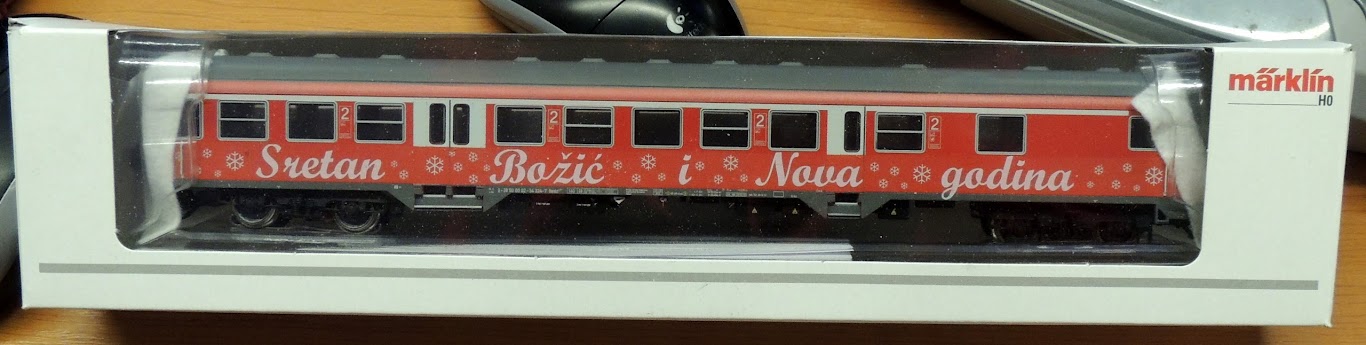 märklin
H0
2 2 2 2
Sretan Božić i Nova godina